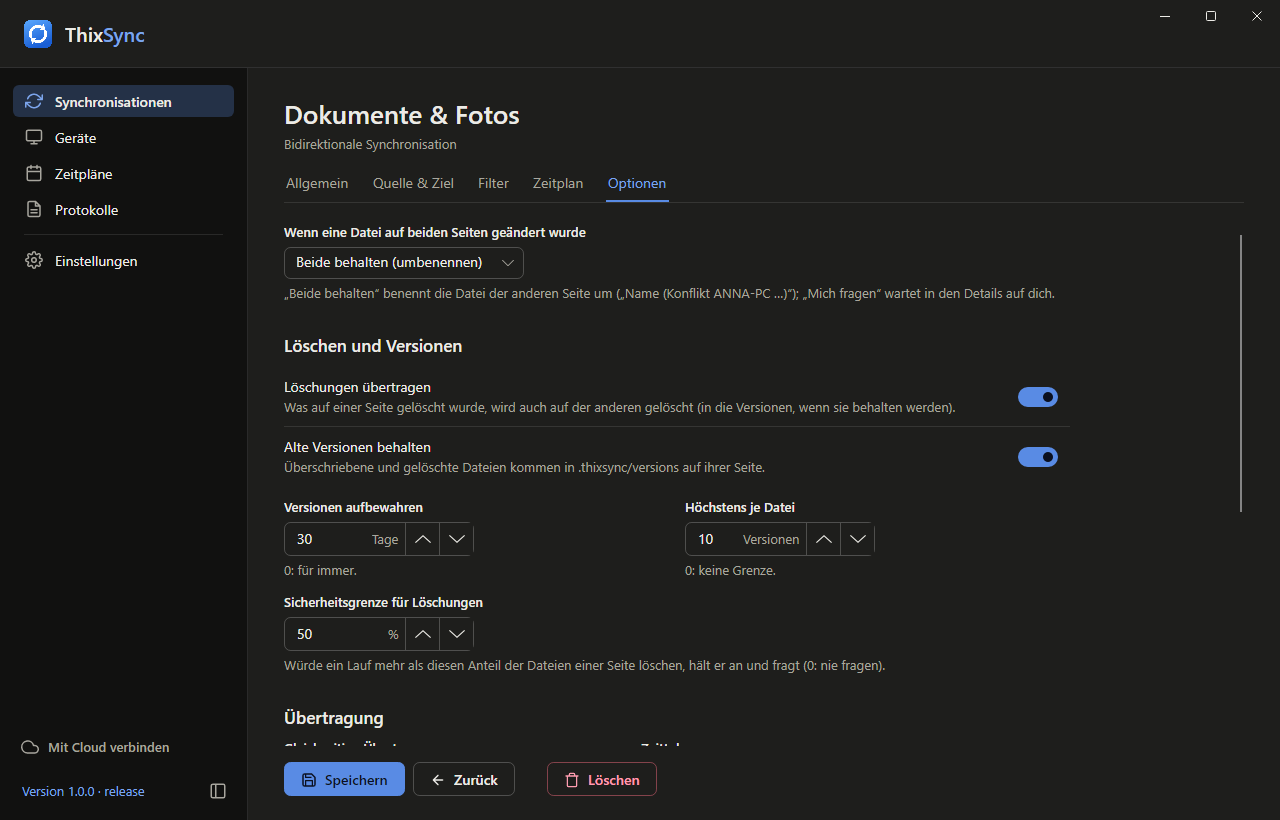 ThixSync
Synchronisationen
Geräte
Zeitpläne
Protokolle
Einstellungen
Mit Cloud verbinden
Version 1.0.0 · release
Dokumente & Fotos
Bidirektionale Synchronisation
Allgemein Quelle & Ziel Filter Zeitplan Optionen
Wenn eine Datei auf beiden Seiten geändert wurde
Beide behalten (umbenennen)
„Beide behalten“ benennt die Datei der anderen Seite um („Name (Konflikt ANNA-PC …)“); „Mich fragen“ wartet in den Details auf dich.
Löschen und Versionen
Löschungen übertragen
Was auf einer Seite gelöscht wurde, wird auch auf der anderen gelöscht (in die Versionen, wenn sie behalten werden).
Alte Versionen behalten
Überschriebene und gelöschte Dateien kommen in .thixsync/versions auf ihrer Seite.
Versionen aufbewahren Höchstens je Datei
30 Tage 10 Versionen
0: für immer. 0: keine Grenze.
Sicherheitsgrenze für Löschungen
50 %
Würde ein Lauf mehr als diesen Anteil der Dateien einer Seite löschen, hält er an und fragt (0: nie fragen).
Übertragung
Speichern Zurück Löschen